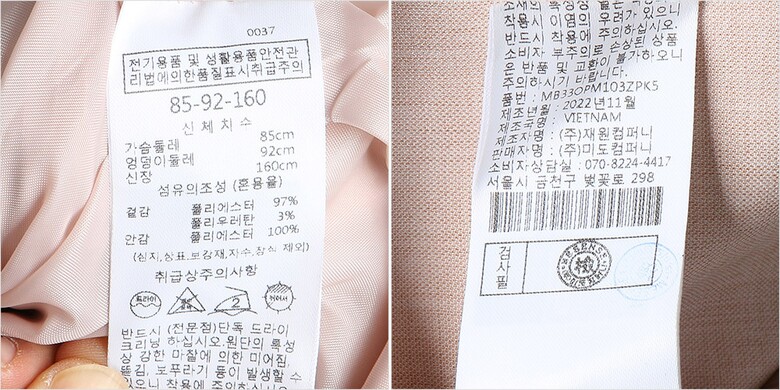 0037
전기용품 및 생활용품안전관
리법에의한품질표시취급주의
85-92-160
신체치수
가슴둘레 85cm
엉덩이둘레 92cm
신장 160cm
섬유의조성 (혼용율)
겉감 폴리에스터 97%
폴리우레탄 3%
안감 폴리에스터 100%
(심지,상표,보강재,자수,장식 제외)
취급상주의사항
드라이
2
반드시 (전문점)단독 드라이
크리닝 하십시오.원단의 특성
상 강한 마찰에 의한 미어짐,
뜯김, 보푸라기 등이 발생할 수
있으니 착용에 주의하십시오.
소재의 특성상
착용시 이염의 우려가 있으니
반드시 착용에 주의하십시오.
소비자 부주의로 손상된 상품
은 반품 및 교환이 불가하오니
주의하시기 바랍니다.
품번 : MB33OPM103ZPK5
제조년월 : 2022년11월
제조국명 : VIETNAM
제조자명 : (주)재원컴퍼니
판매자명 : (주)미도컴퍼니
소비자상담실 : 070-8224-4417
서울시 금천구 벚꽃로 298
검사필